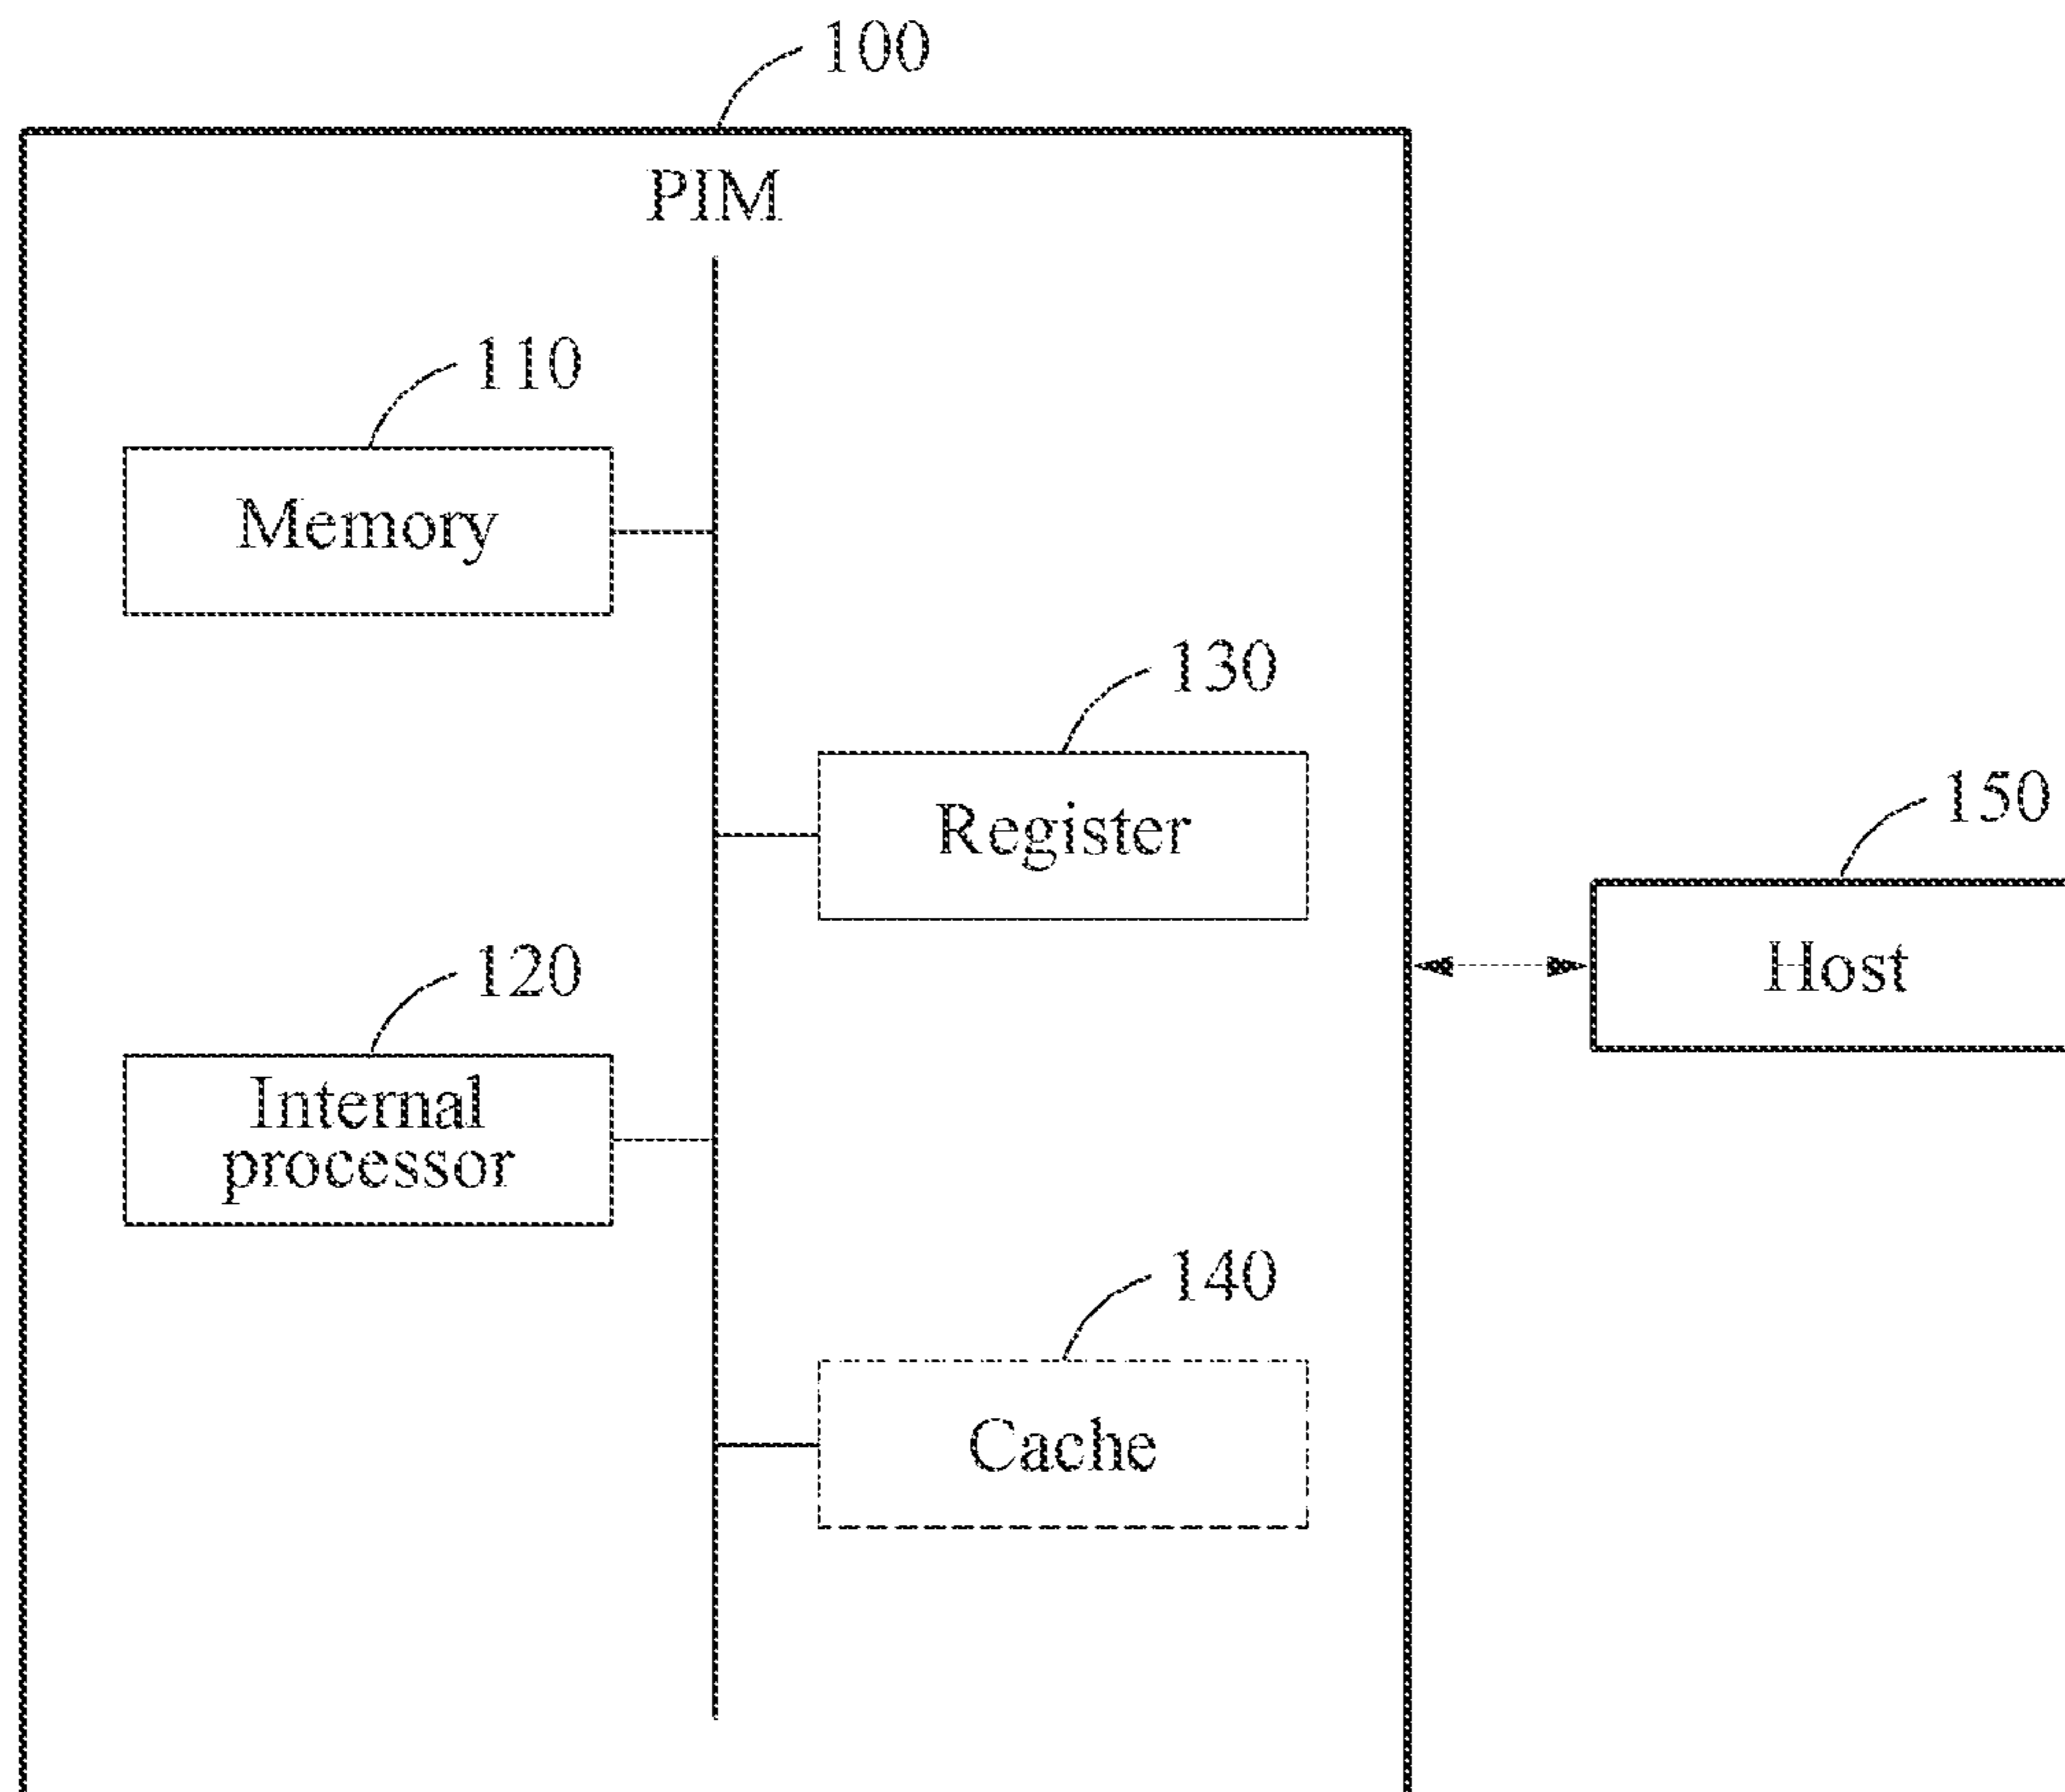 100
PIM
110
Memory
130
Register
150
Host
120
Internal
processor
140
Cache